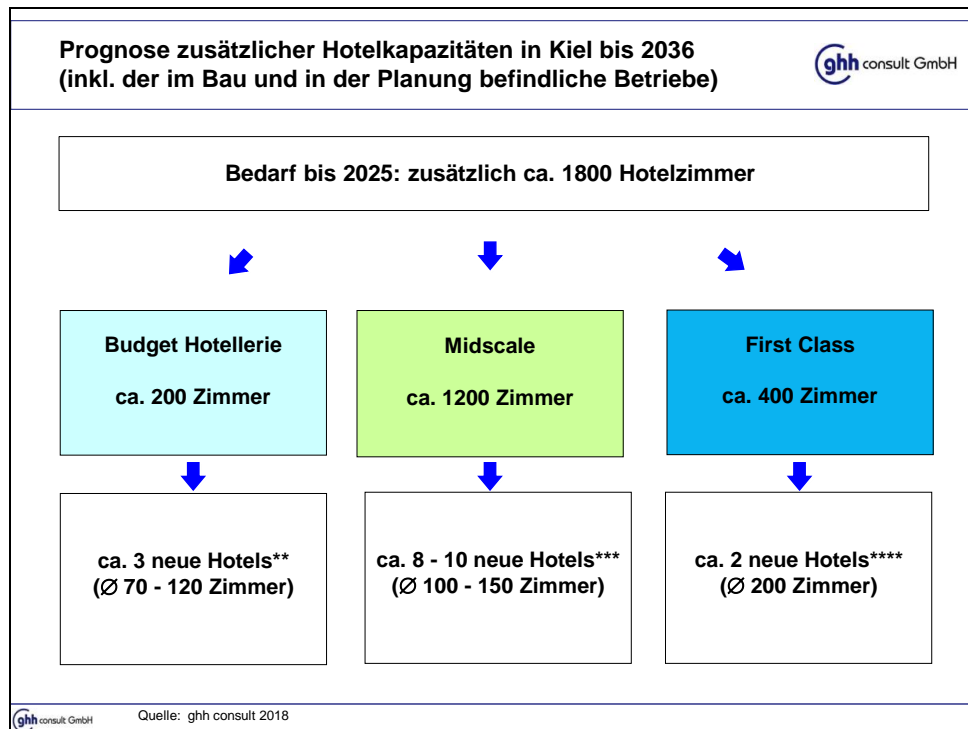 Prognose zusätzlicher Hotelkapazitäten in Kiel bis 2036
(inkl. der im Bau und in der Planung befindliche Betriebe)
ghh consult GmbH
Bedarf bis 2025: zusätzlich ca. 1800 Hotelzimmer
Budget Hotellerie
ca. 200 Zimmer
Midscale
ca. 1200 Zimmer
First Class
ca. 400 Zimmer
ca. 3 neue Hotels**
(Ø 70 - 120 Zimmer)
ca. 8 - 10 neue Hotels***
(Ø 100 - 150 Zimmer)
ca. 2 neue Hotels****
(Ø 200 Zimmer)
ghh consult GmbH
Quelle: ghh consult 2018